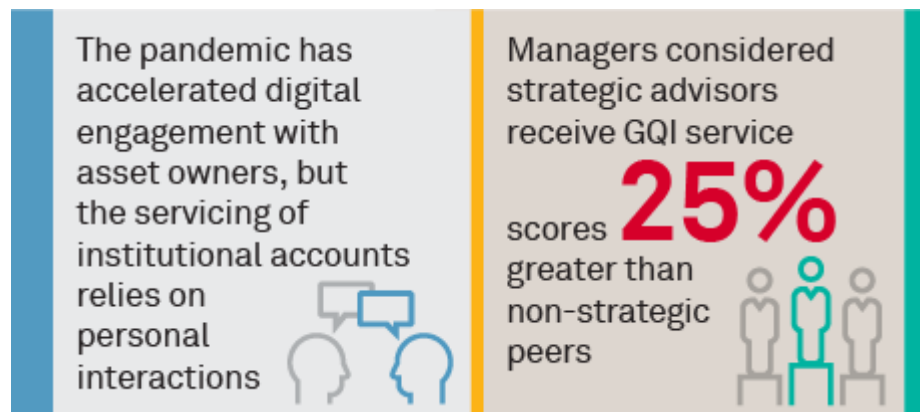 The pandemic has
accelerated digital
engagement with
asset owners, but
the servicing of
institutional accounts
relies on
personal
interactions
Managers considered
strategic advisors
receive GQI service
scores 25%
greater than
non-strategic
peers